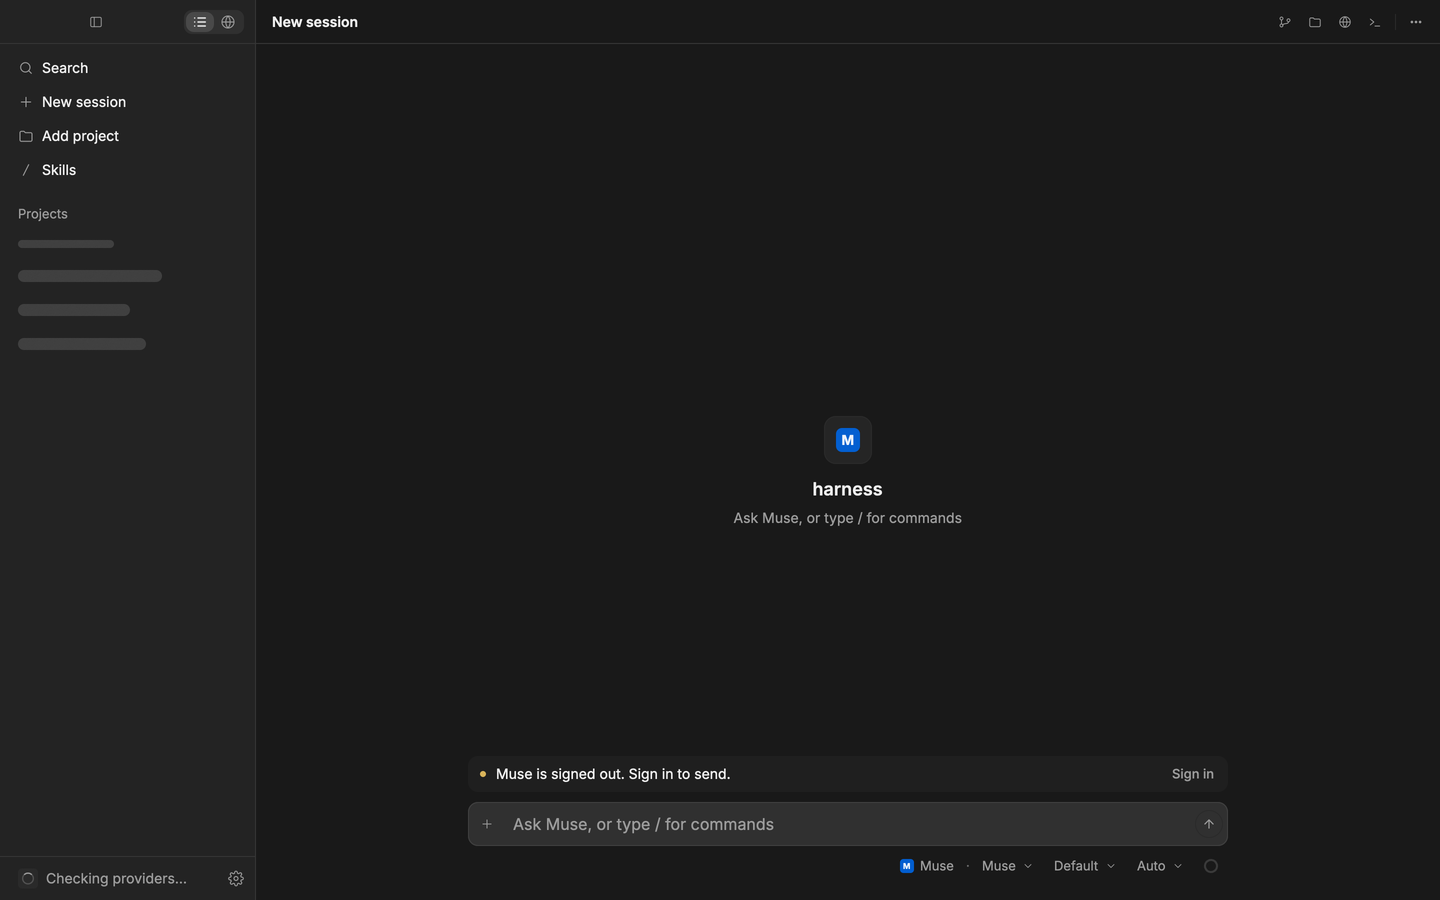 New session
Search
New session
Add project
Skills
Projects
M
harness
Ask Muse, or type / for commands
Muse is signed out. Sign in to send.
Sign in
Ask Muse, or type / for commands
M Muse · Muse Default Auto
Checking providers...